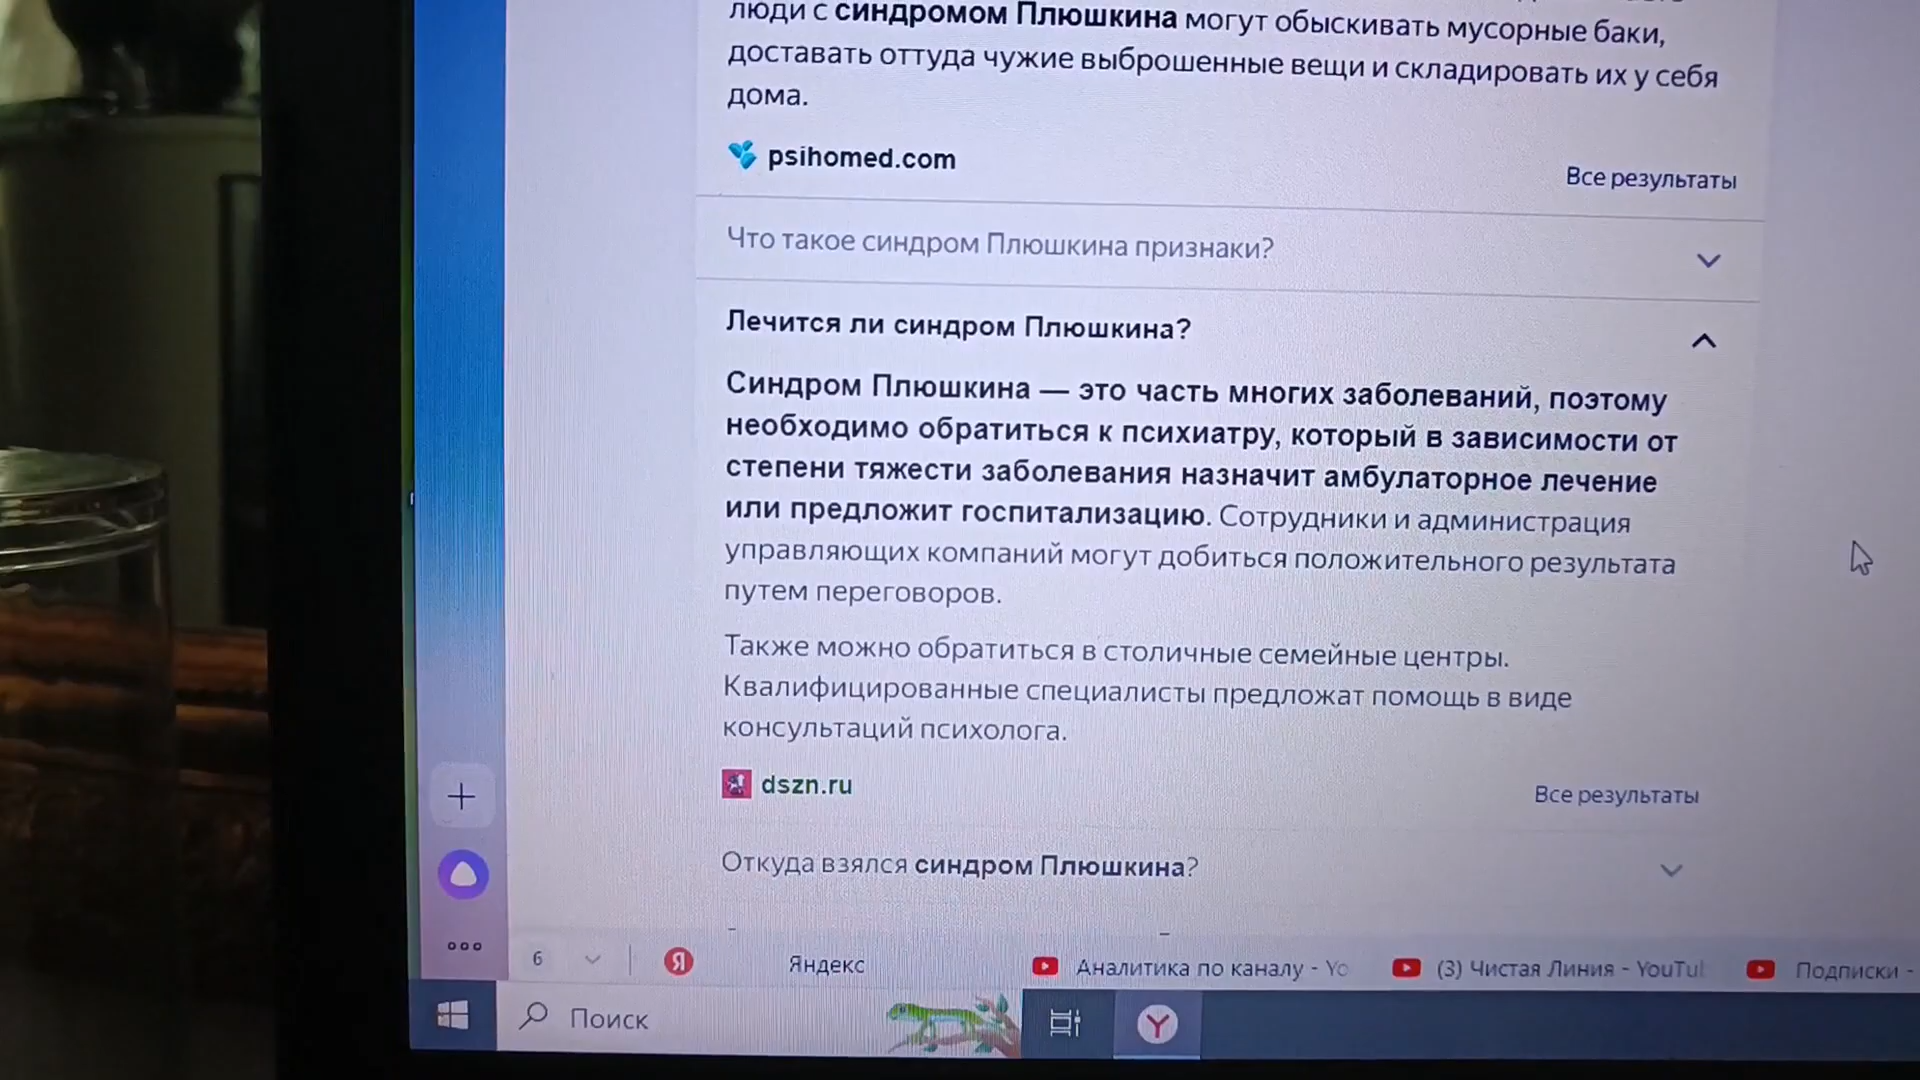 люди с синдромом Плюшкина могут обыскивать мусорные баки,
доставать оттуда чужие выброшенные вещи и складировать их у себя
дома.
psihomed.com
Все результаты
Что такое синдром Плюшкина признаки?
Лечится ли синдром Плюшкина?
Синдром Плюшкина — это часть многих заболеваний, поэтому
необходимо обратиться к психиатру, который в зависимости от
степени тяжести заболевания назначит амбулаторное лечение
или предложит госпитализацию. Сотрудники и администрация
управляющих компаний могут добиться положительного результата
путем переговоров.
Также можно обратиться в столичные семейные центры.
Квалифицированные специалисты предложат помощь в виде
консультаций психолога.
dszn.ru
Все результаты
Откуда взялся синдром Плюшкина?
6
Я
Яндекс
Аналитика по каналу - Yo
(3) Чистая Линия - YouTu
Подписки -
Поиск
Y